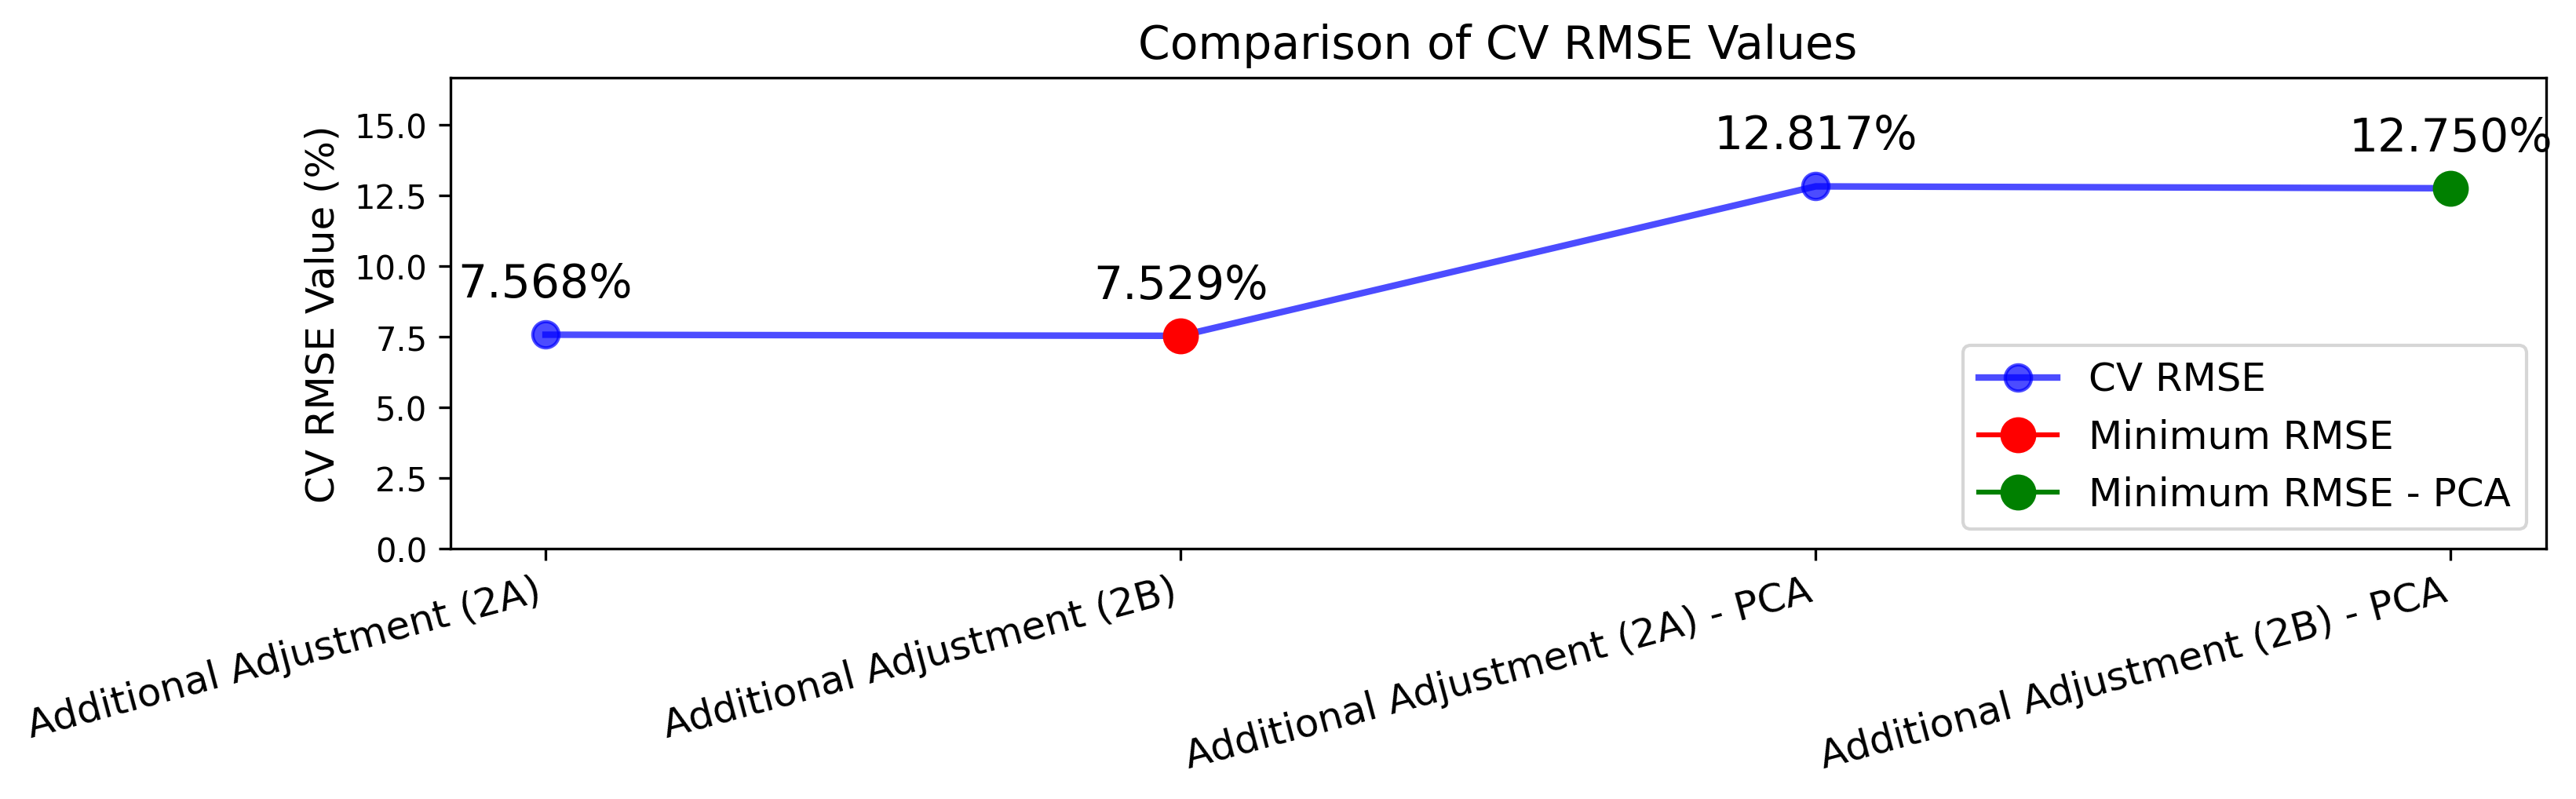 Comparison of CV RMSE Values
CV RMSE Value (%)
15.0
12.5
10.0
7.5
5.0
2.5
0.0
7.568%
7.529%
12.817%
12.750%
CV RMSE
Minimum RMSE
Minimum RMSE - PCA
Additional Adjustment (2A)
Additional Adjustment (2B)
Additional Adjustment (2A) - PCA
Additional Adjustment (2B) - PCA